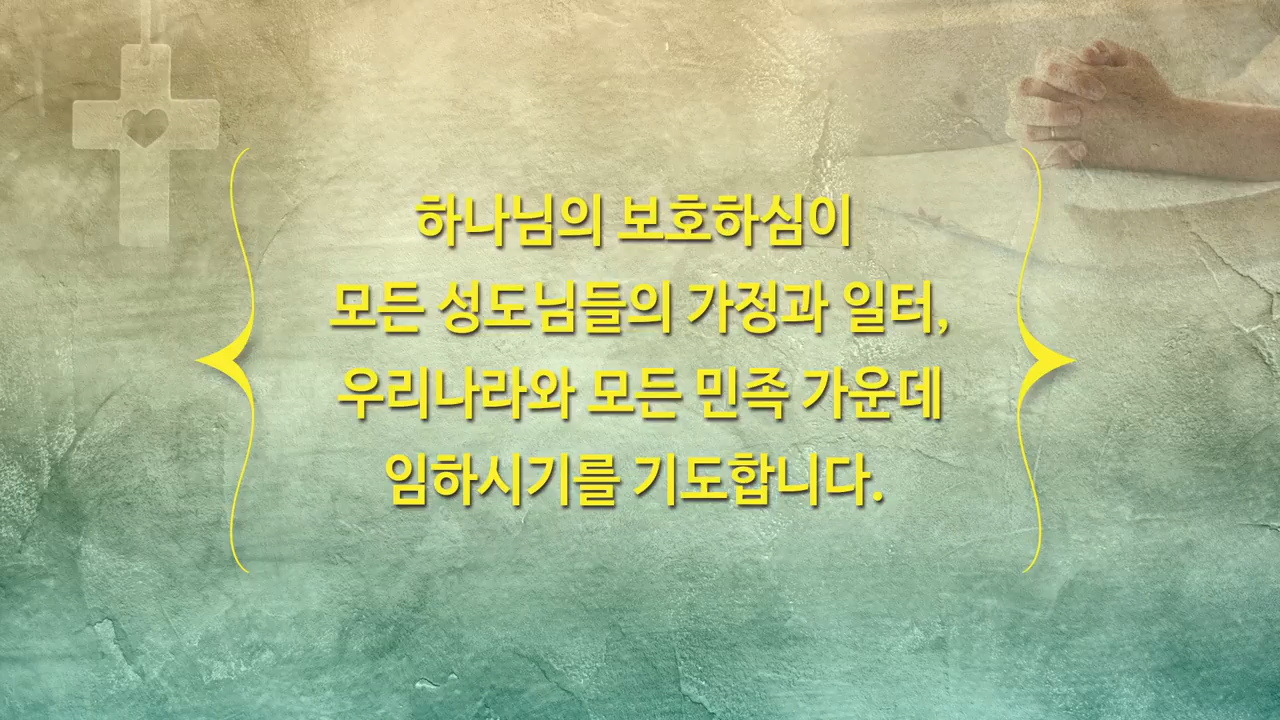 하나님의 보호하심이
모든 성도님들의 가정과 일터,
우리나라와 모든 민족 가운데
임하시기를 기도합니다.